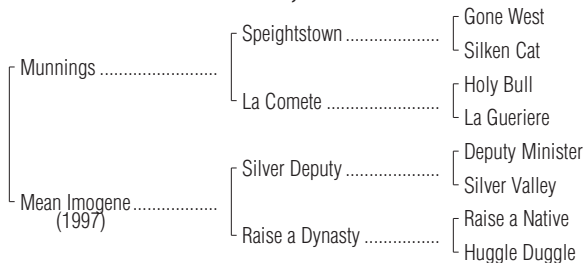 Gone West
Speightstown ....................
Silken Cat
Munnings .........................
Holy Bull
La Comete ........................
La Gueriere
Deputy Minister
Silver Deputy ....................
Silver Valley
Mean Imogene ..................
(1997)
Raise a Native
Raise a Dynasty ................
Huggle Duggle